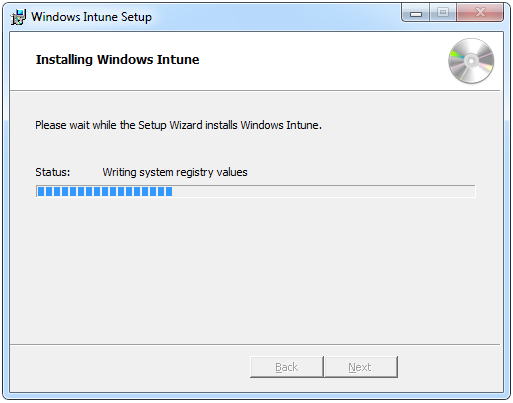 Windows Intune Setup
Installing Windows Intune
Please wait while the Setup Wizard installs Windows Intune.
Status: Writing system registry values
Back Next